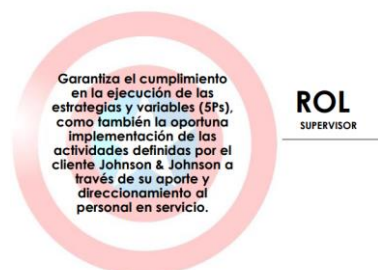 Garantiza el cumplimiento
en la ejecución de las
estrategias y variables (5Ps),
como también la oportuna
implementación de las
actividades definidas por el
cliente Johnson & Johnson a
través de su aporte y
direccionamiento al
personal en servicio.
ROL
SUPERVISOR